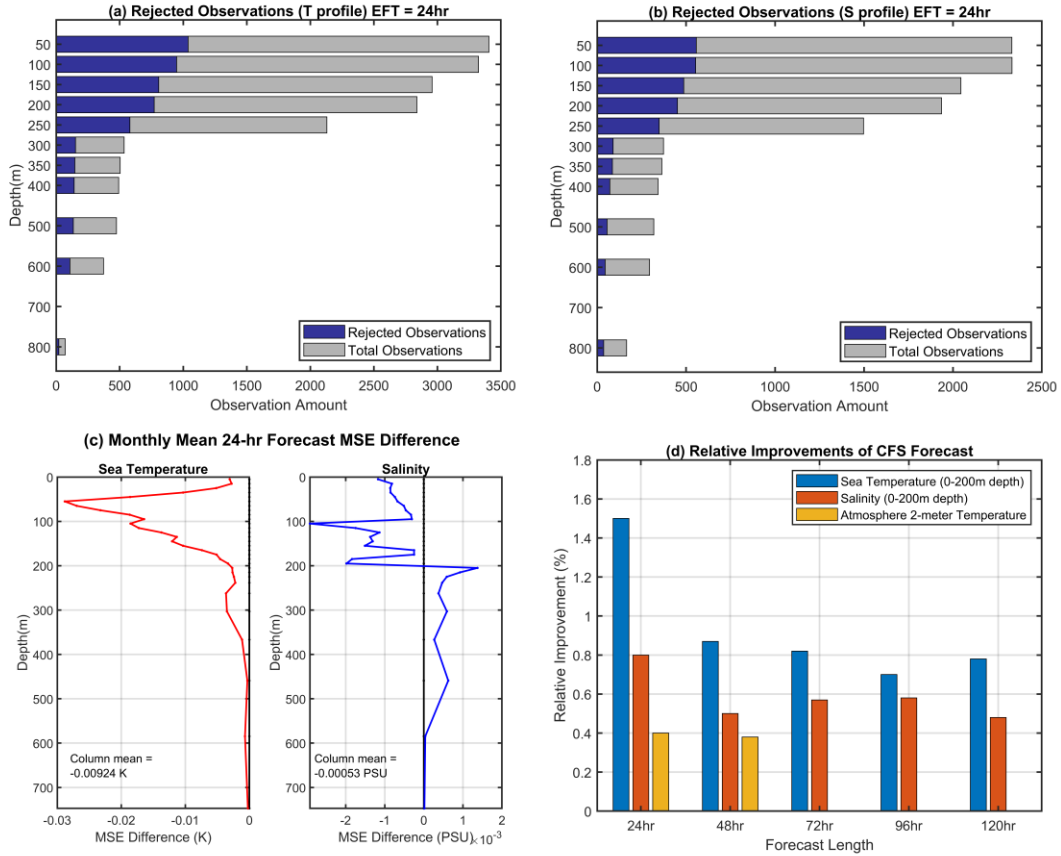 (a) Rejected Observations (T profile) EFT = 24hr
50
100
150
200
250
300
350
400
500
600
700
800
Depth(m)
Rejected Observations
Total Observations
0 500 1000 1500 2000 2500 3000 3500
Observation Amount
(b) Rejected Observations (S profile) EFT = 24hr
50
100
150
200
250
300
350
400
500
600
700
800
Depth(m)
Rejected Observations
Total Observations
0 500 1000 1500 2000 2500
Observation Amount
(c) Monthly Mean 24-hr Forecast MSE Difference
Sea Temperature
0
100
200
300
400
500
600
700
Depth(m)
Column mean =
-0.00924 K
-0.03 -0.02 -0.01 0
MSE Difference (K)
Salinity
0
100
200
300
400
500
600
700
Depth(m)
Column mean =
-0.00053 PSU
-2 -1 0 1 2
MSE Difference (PSU) ×10-3
(d) Relative Improvements of CFS Forecast
1.8
1.6
1.4
1.2
1
0.8
0.6
0.4
0.2
0
Relative Improvement (%)
Sea Temperature (0-200m depth)
Salinity (0-200m depth)
Atmosphere 2-meter Temperature
24hr 48hr 72hr 96hr 120hr
Forecast Length